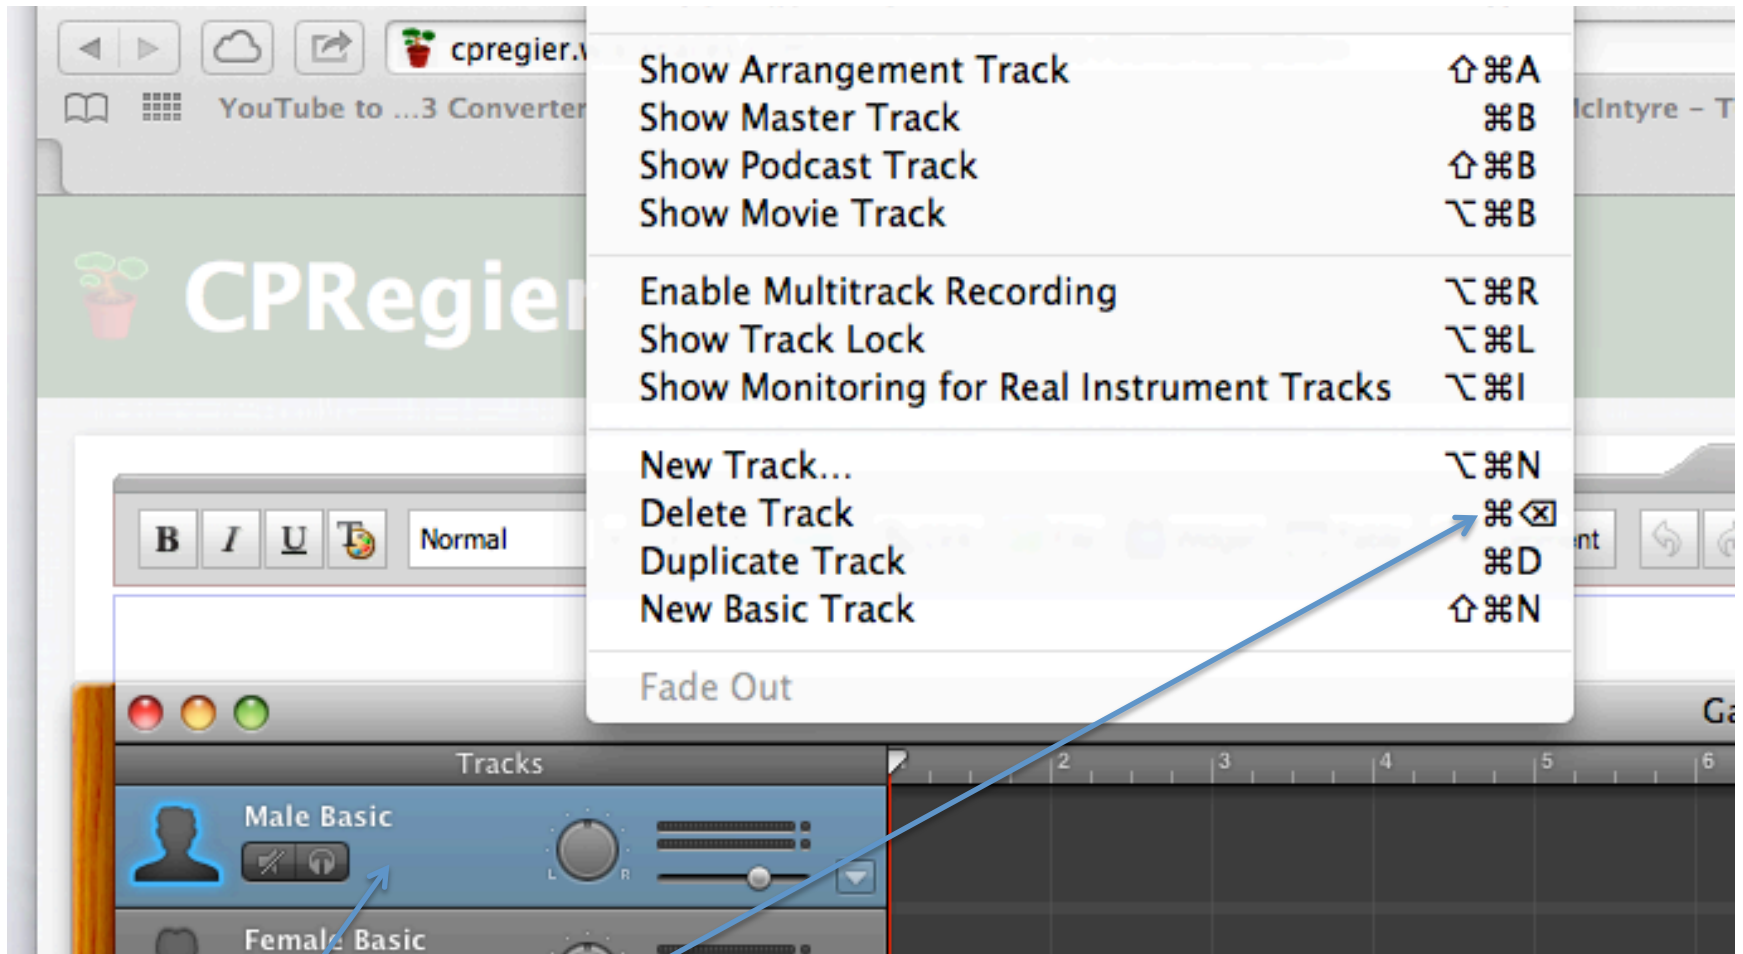 cpregier.w
Show Arrangement Track ⇧⌘A
YouTube to ...3 Converter
McIntyre – T
Show Master Track ⌘B
Show Podcast Track ⇧⌘B
Show Movie Track ⌥⌘B
CPRegier
Enable Multitrack Recording ⌥⌘R
Show Track Lock ⌥⌘L
Show Monitoring for Real Instrument Tracks ⌥⌘I
New Track... ⌥⌘N
Delete Track ⌘⌫
B I U T Normal
nt
Duplicate Track ⌘D
New Basic Track ⇧⌘N
Fade Out
Ga
Tracks
2 3 4 5 6
Male Basic
L R
Female Basic